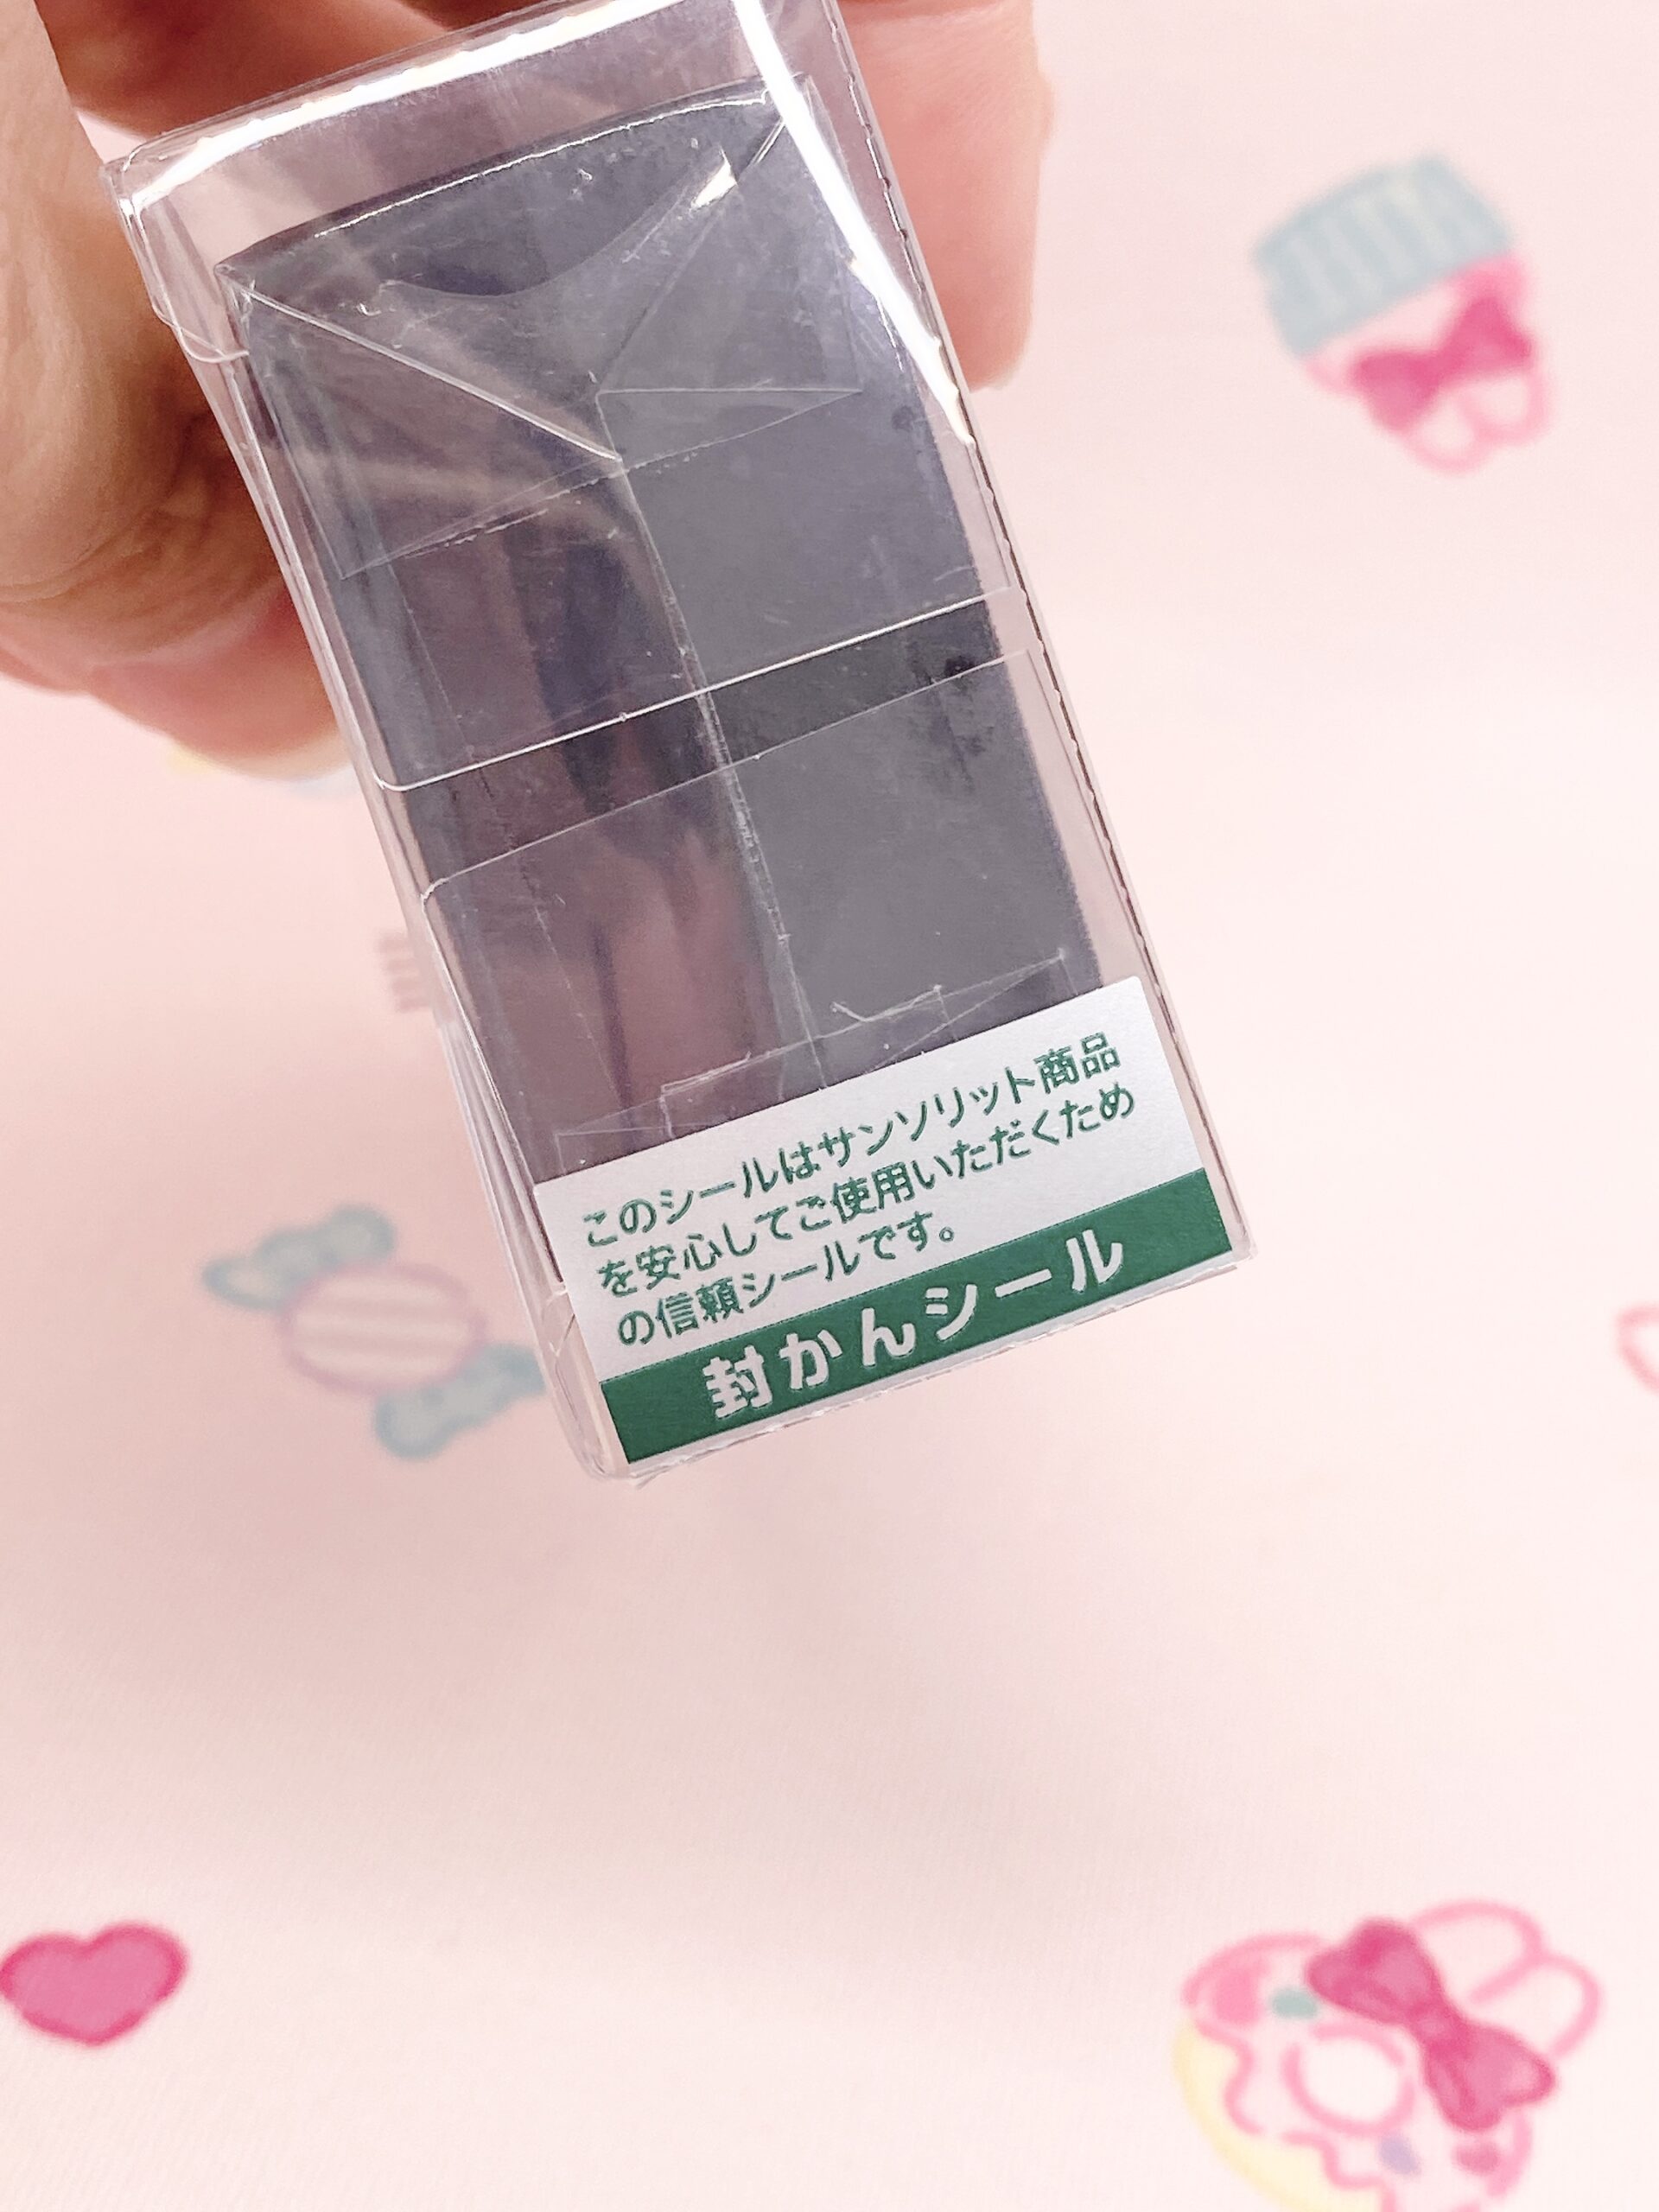 このシールはサンソリット商品
を安心してご使用いただくため
の信頼シールです。
封かんシール